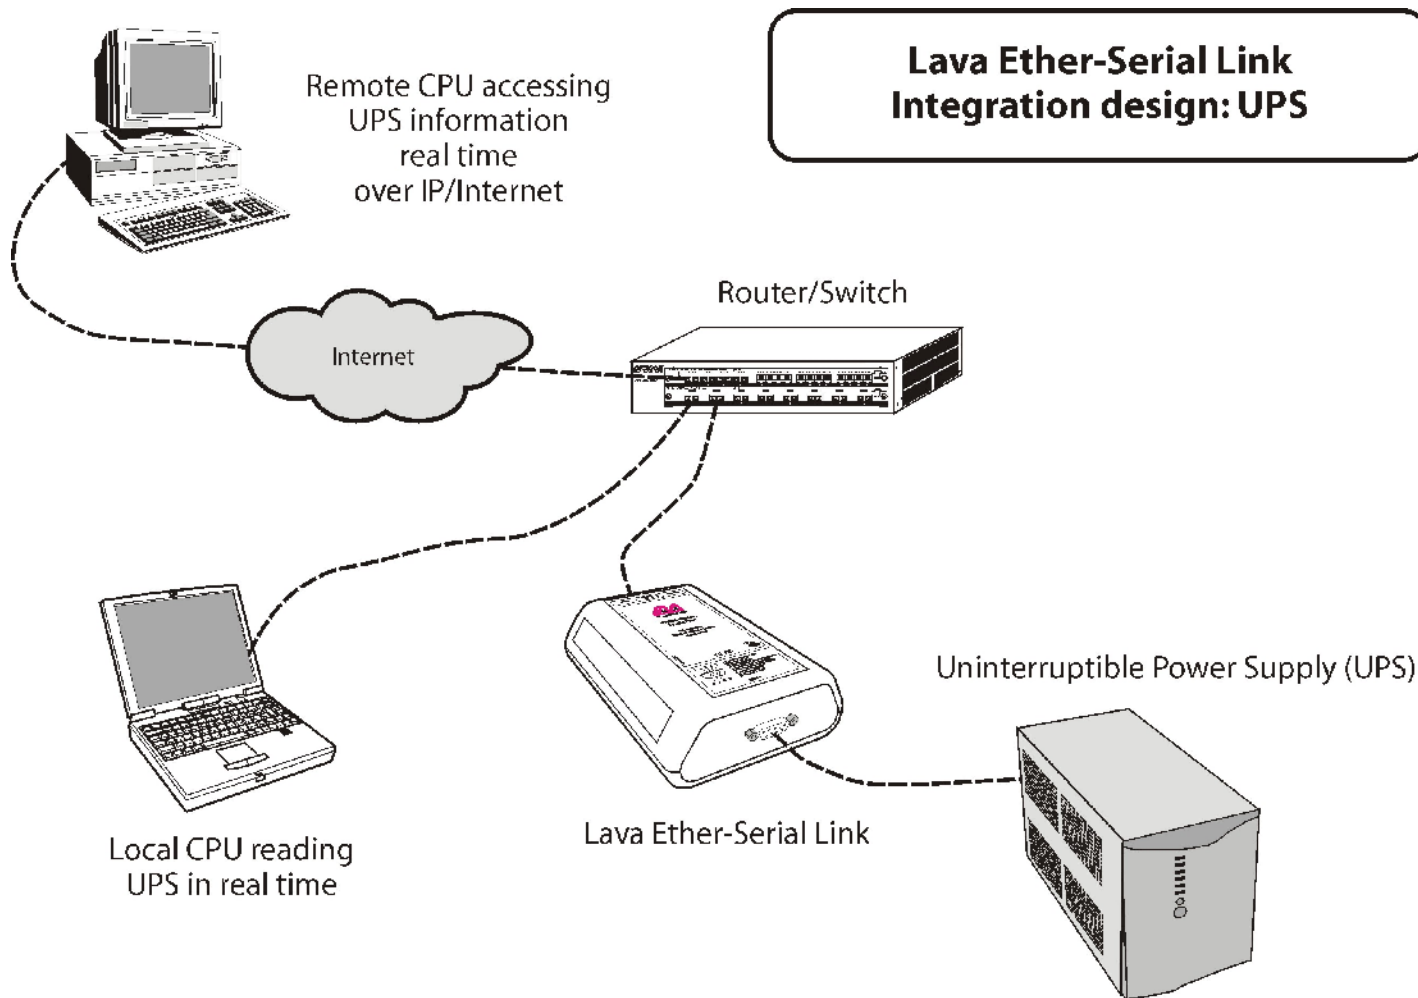 Lava Ether-Serial Link
Integration design: UPS
Remote CPU accessing
UPS information
real time
over IP/Internet
Router/Switch
Internet
Uninterruptible Power Supply (UPS)
Lava Ether-Serial Link
Local CPU reading
UPS in real time